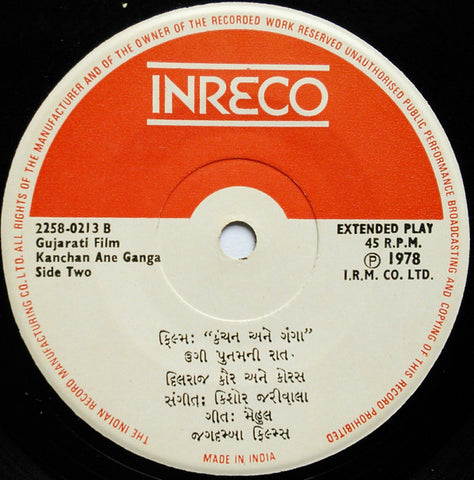 THE INDIAN RECORD MANUFACTURING CO. LTD. ALL RIGHTS OF THE MANUFACTURER AND OF THE OWNER OF THE RECORDED WORK RESERVED UNAUTHORISED PUBLIC PERFORMANCE BROADCASTING AND COPYING OF THIS RECORD PROHIBITED
INRECO
2258-0213 B
Gujarati Film
Kanchan Ane Ganga
Side Two
EXTENDED PLAY
45 R.P.M.
Ⓟ 1978
I.R.M. CO. LTD.
ફિલ્મ: "કંચન અને ગંગા"
ઉગી પુનમની રાત.
દિલરાજ કૌર અને કોરસ
સંગીત: કિશોર જરીવાલા
ગીત: મેહુલ
જગદમ્બા ફિલ્મ્સ
MADE IN INDIA